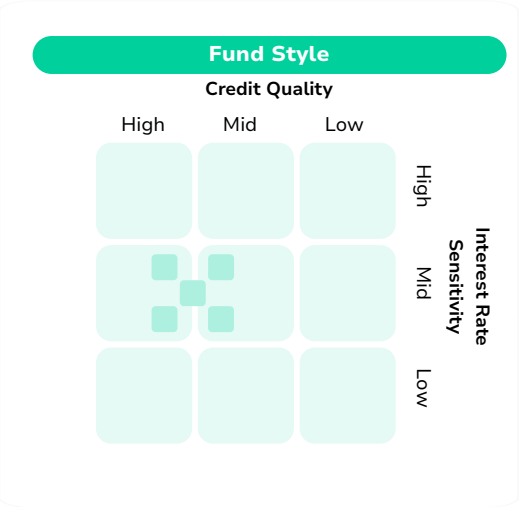 Fund Style
Credit Quality
High Mid Low
High
Mid
Low
Interest Rate
Sensitivity